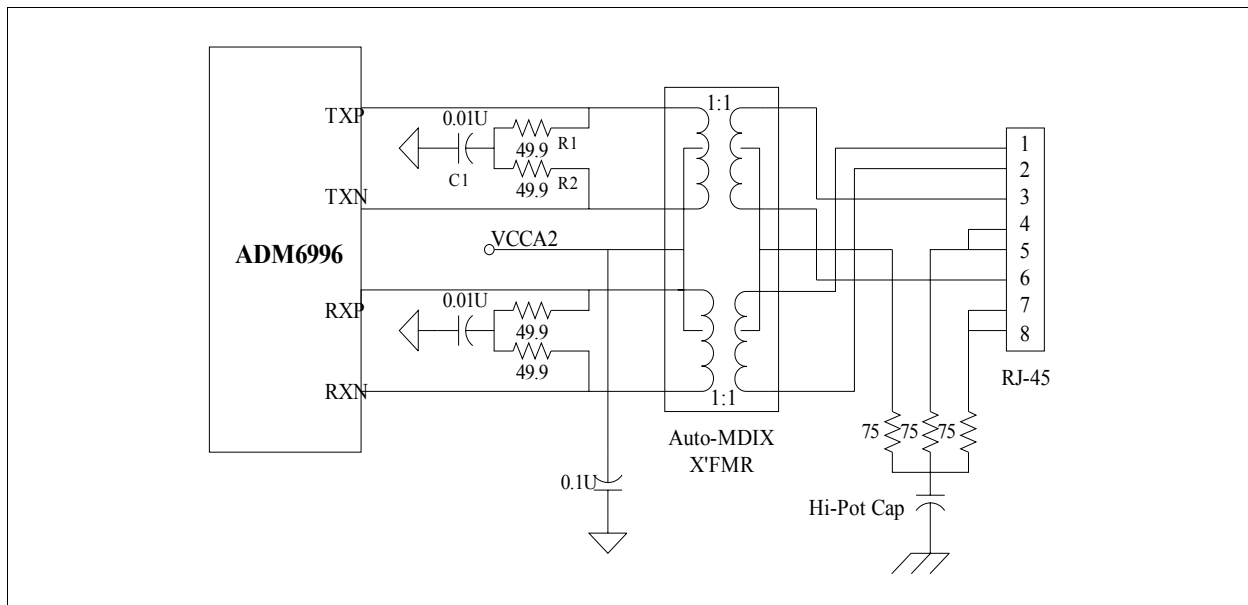 TXP
0.01U
49.9
R1
C1
49.9
R2
TXN
ADM6996
VCCA2
RXP
0.01U
49.9
49.9
RXN
0.1U
1:1
1:1
Auto-MDIX
X'FMR
1
2
3
4
5
6
7
8
RJ-45
75
75
75
Hi-Pot Cap